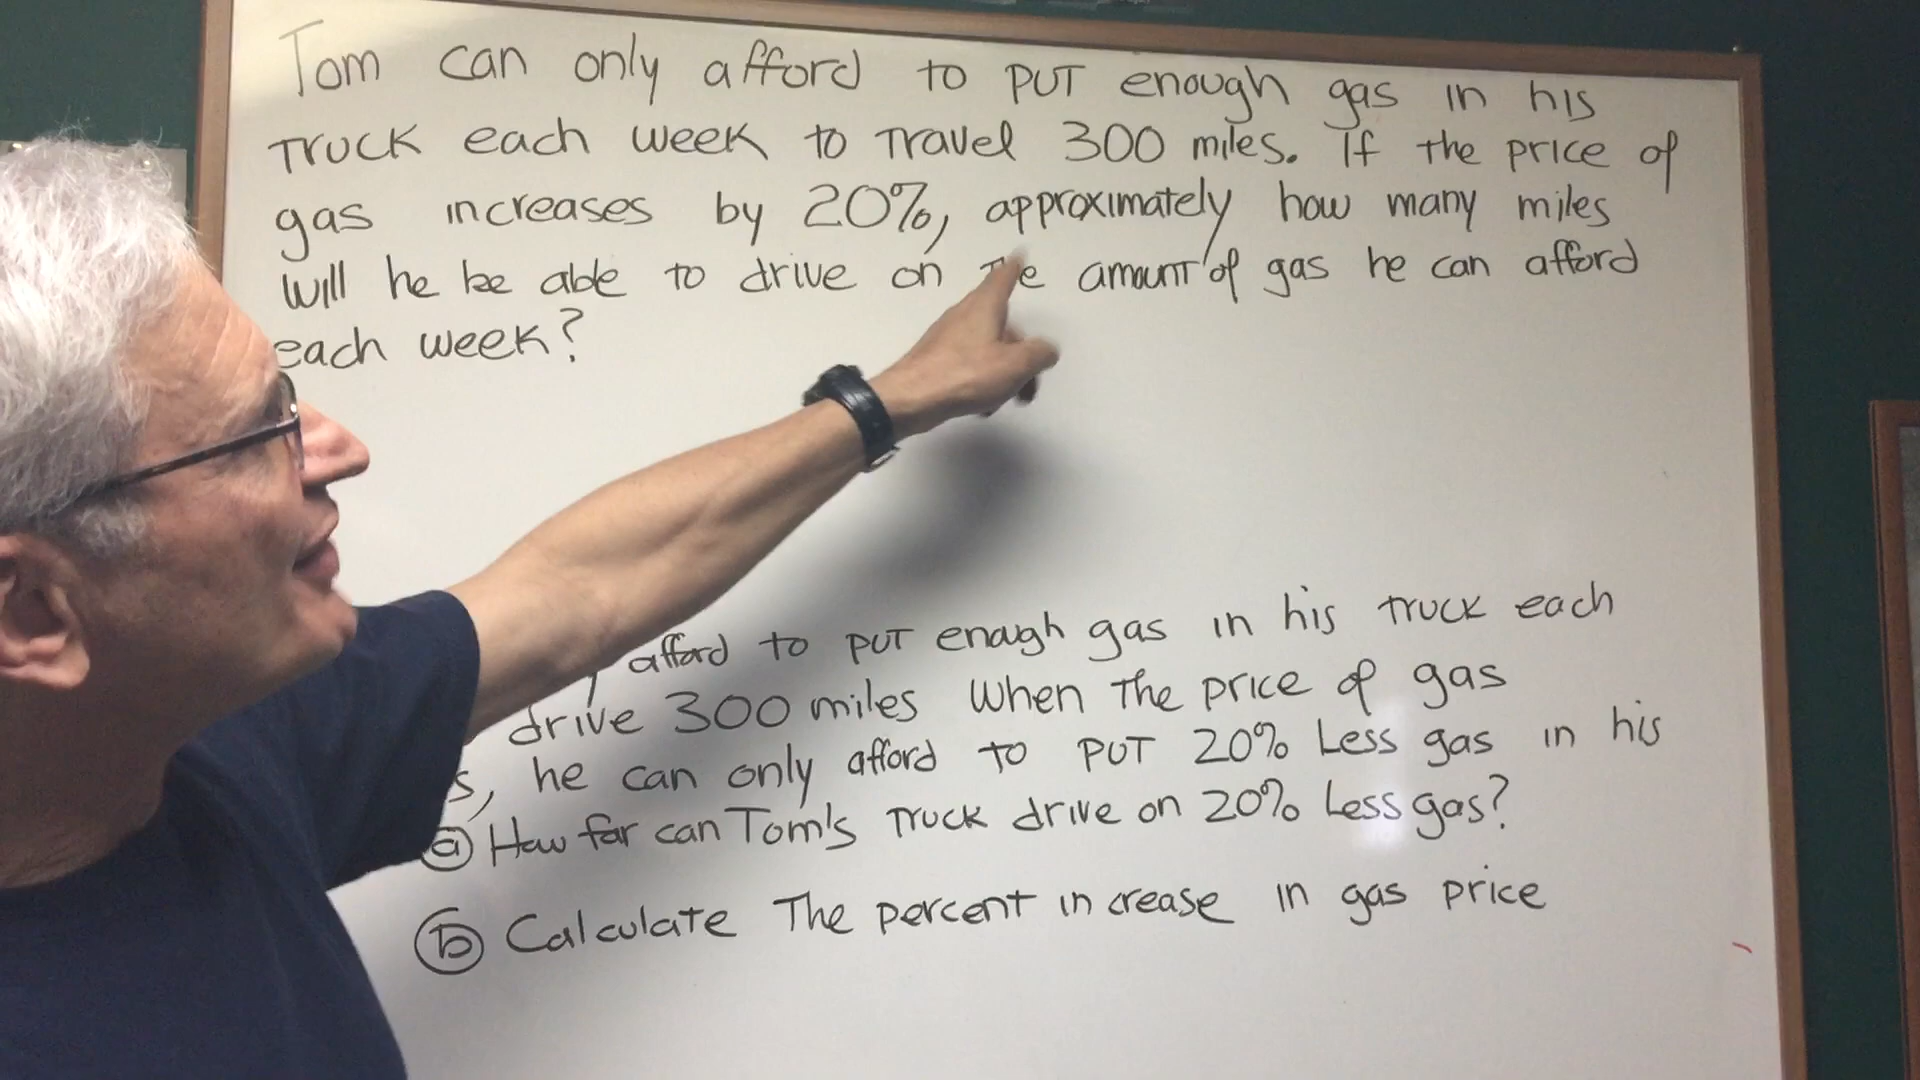 Tom can only afford to put enough gas in his
truck each week to travel 300 miles. If the price of
gas increases by 20%, approximately how many miles
will he be able to drive on the amount of gas he can afford
each week?
afford to put enough gas in his truck each
drive 300 miles when the price of gas
s, he can only afford to put 20% less gas in his
(a) How far can Tom's truck drive on 20% less gas?
(b) Calculate the percent increase in gas price